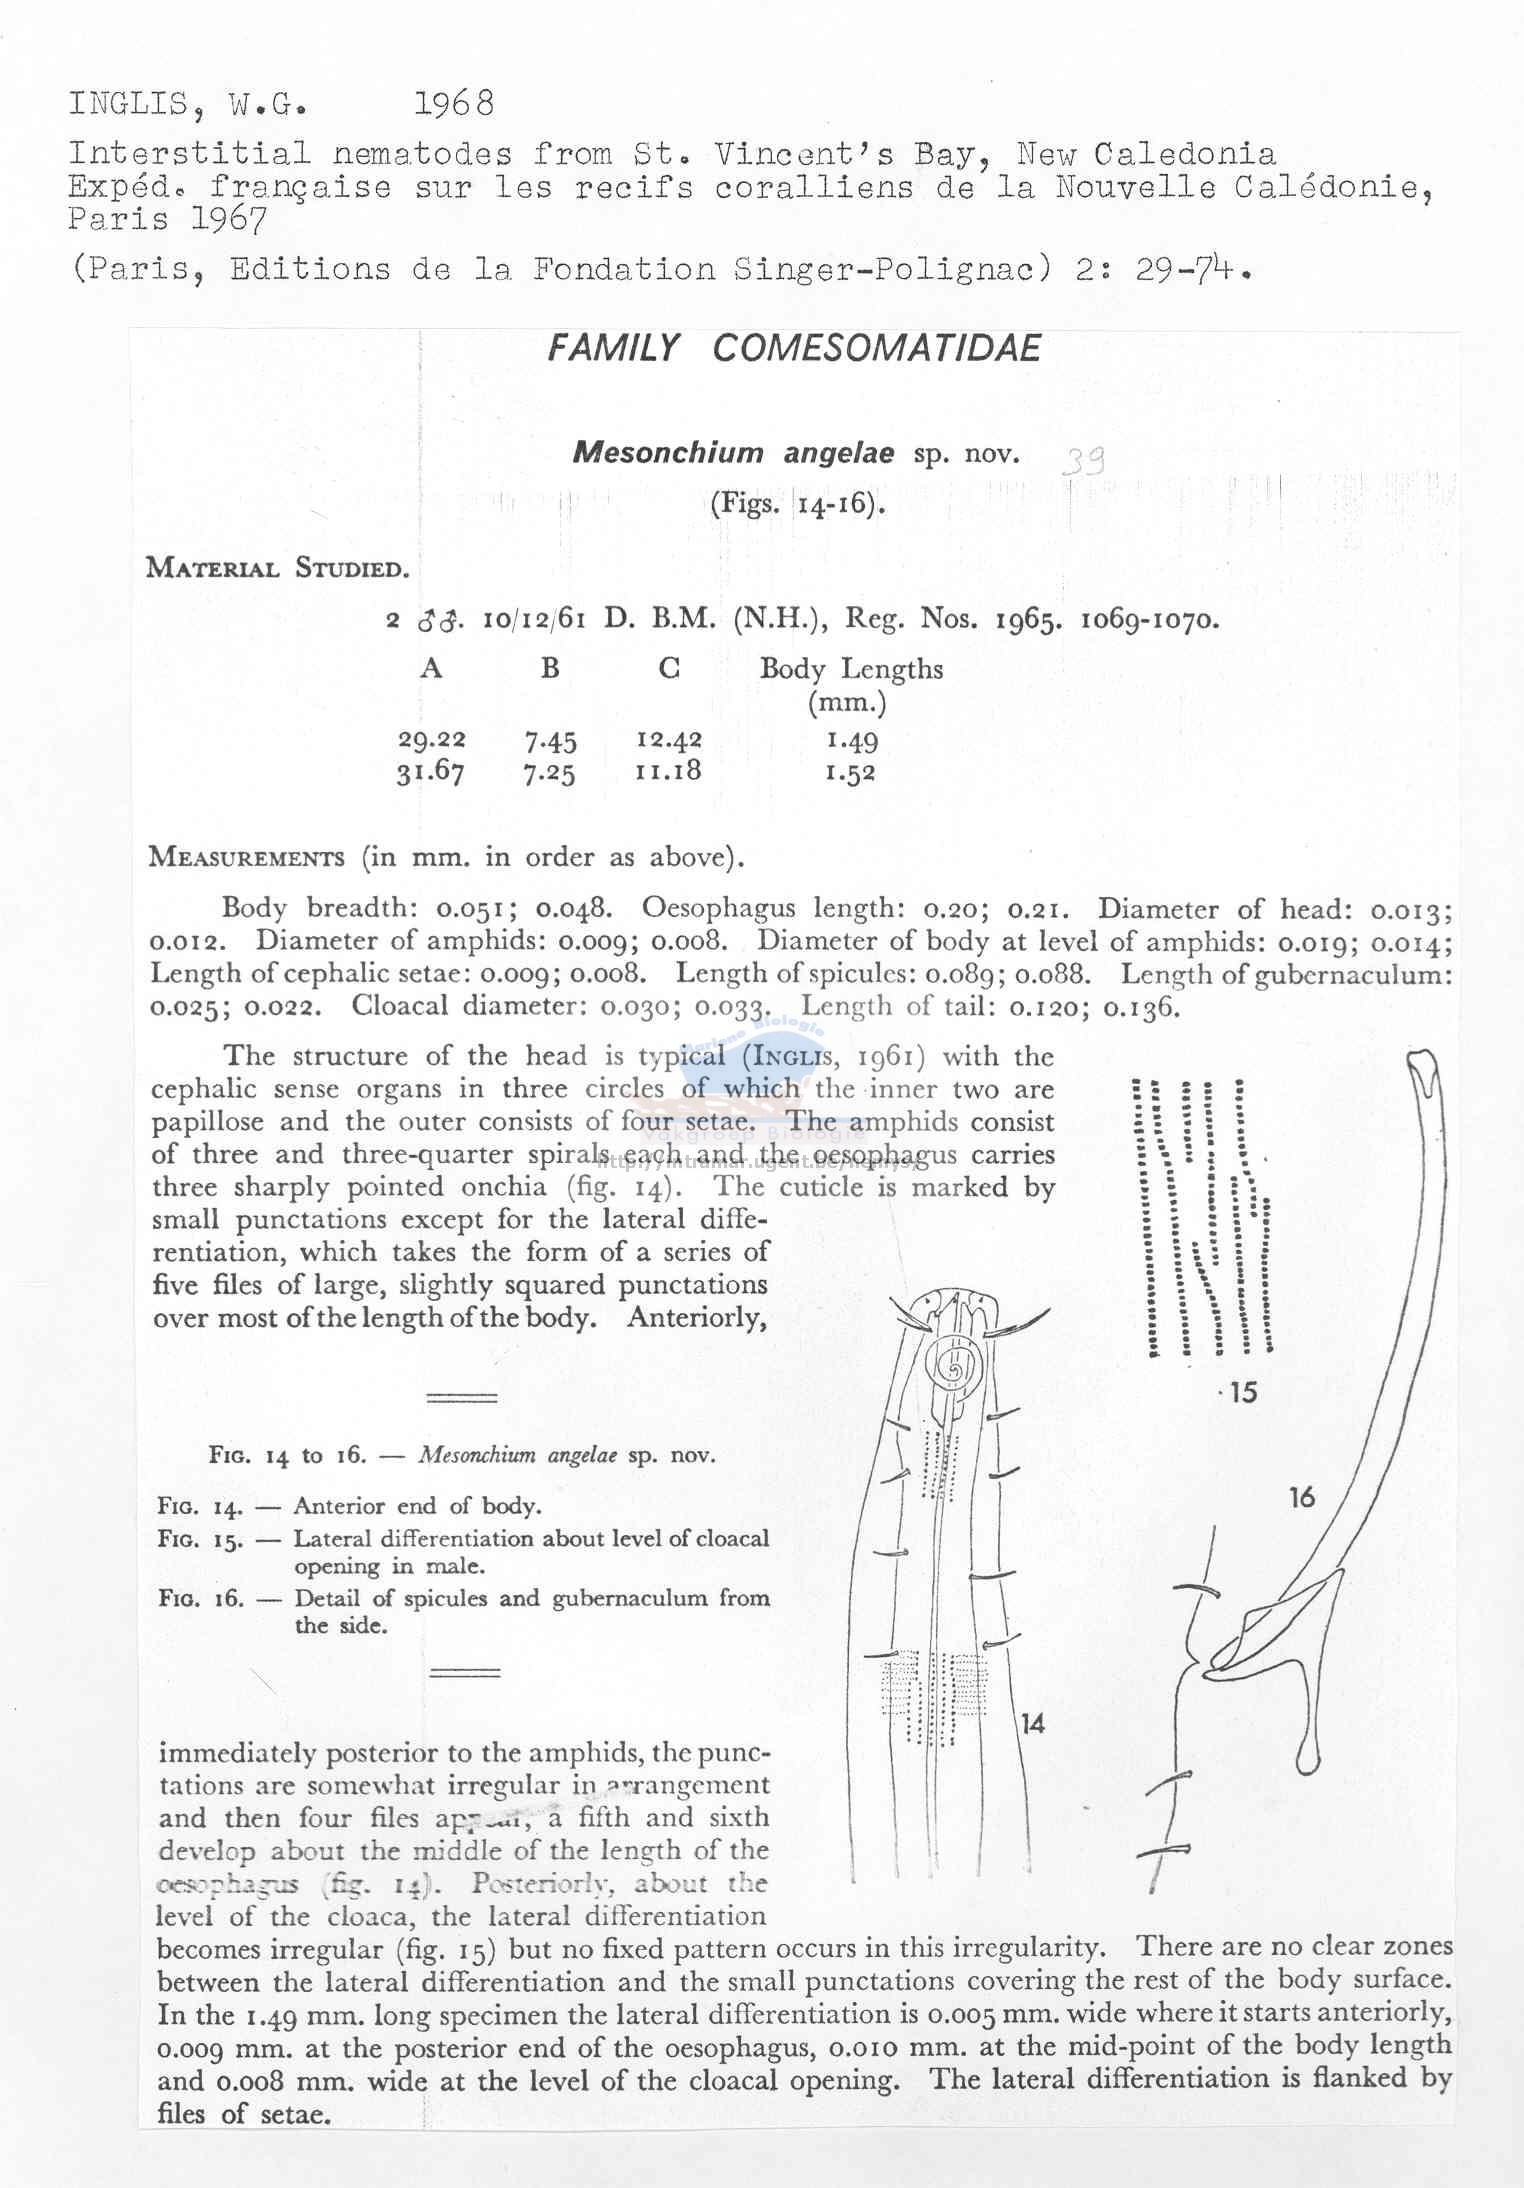 INGLIS, W.G. 1968
Interstitial nematodes from St. Vincent's Bay, New Caledonia
Expéd. française sur les recifs coralliens de la Nouvelle Calédonie,
Paris 1967
(Paris, Editions de la Fondation Singer-Polignac) 2: 29-74.
FAMILY COMESOMATIDAE
Mesonchium angelae sp. nov. 39
(Figs. 14-16).
MATERIAL STUDIED.
2 ♂♂. 10/12/61 D. B.M. (N.H.), Reg. Nos. 1965. 1069-1070.
A B C Body Lengths
(mm.)
29.22 7.45 12.42 1.49
31.67 7.25 11.18 1.52
MEASUREMENTS (in mm. in order as above).
Body breadth: 0.051; 0.048. Oesophagus length: 0.20; 0.21. Diameter of head: 0.013;
0.012. Diameter of amphids: 0.009; 0.008. Diameter of body at level of amphids: 0.019; 0.014;
Length of cephalic setae: 0.009; 0.008. Length of spicules: 0.089; 0.088. Length of gubernaculum:
0.025; 0.022. Cloacal diameter: 0.030; 0.033. Length of tail: 0.120; 0.136.
Mariene Biologie
The structure of the head is typical (INGLIS, 1961) with the
cephalic sense organs in three circles of which the inner two are
papillose and the outer consists of four setae. The amphids consist
Vakgroep Biologie
of three and three-quarter spirals each and the oesophagus carries
three sharply pointed onchia (fig. 14). The cuticle is marked by
small punctations except for the lateral diffe-
rentiation, which takes the form of a series of
five files of large, slightly squared punctations
over most of the length of the body. Anteriorly,
15
FIG. 14 to 16. — Mesonchium angelae sp. nov.
FIG. 14. — Anterior end of body.
FIG. 15. — Lateral differentiation about level of cloacal
opening in male.
FIG. 16. — Detail of spicules and gubernaculum from
the side.
16
14
immediately posterior to the amphids, the punc-
tations are somewhat irregular in arrangement
and then four files appear, a fifth and sixth
develop about the middle of the length of the
oesophagus (fig. 14). Posteriorly, about the
level of the cloaca, the lateral differentiation
becomes irregular (fig. 15) but no fixed pattern occurs in this irregularity. There are no clear zones
between the lateral differentiation and the small punctations covering the rest of the body surface.
In the 1.49 mm. long specimen the lateral differentiation is 0.005 mm. wide where it starts anteriorly,
0.009 mm. at the posterior end of the oesophagus, 0.010 mm. at the mid-point of the body length
and 0.008 mm. wide at the level of the cloacal opening. The lateral differentiation is flanked by
files of setae.